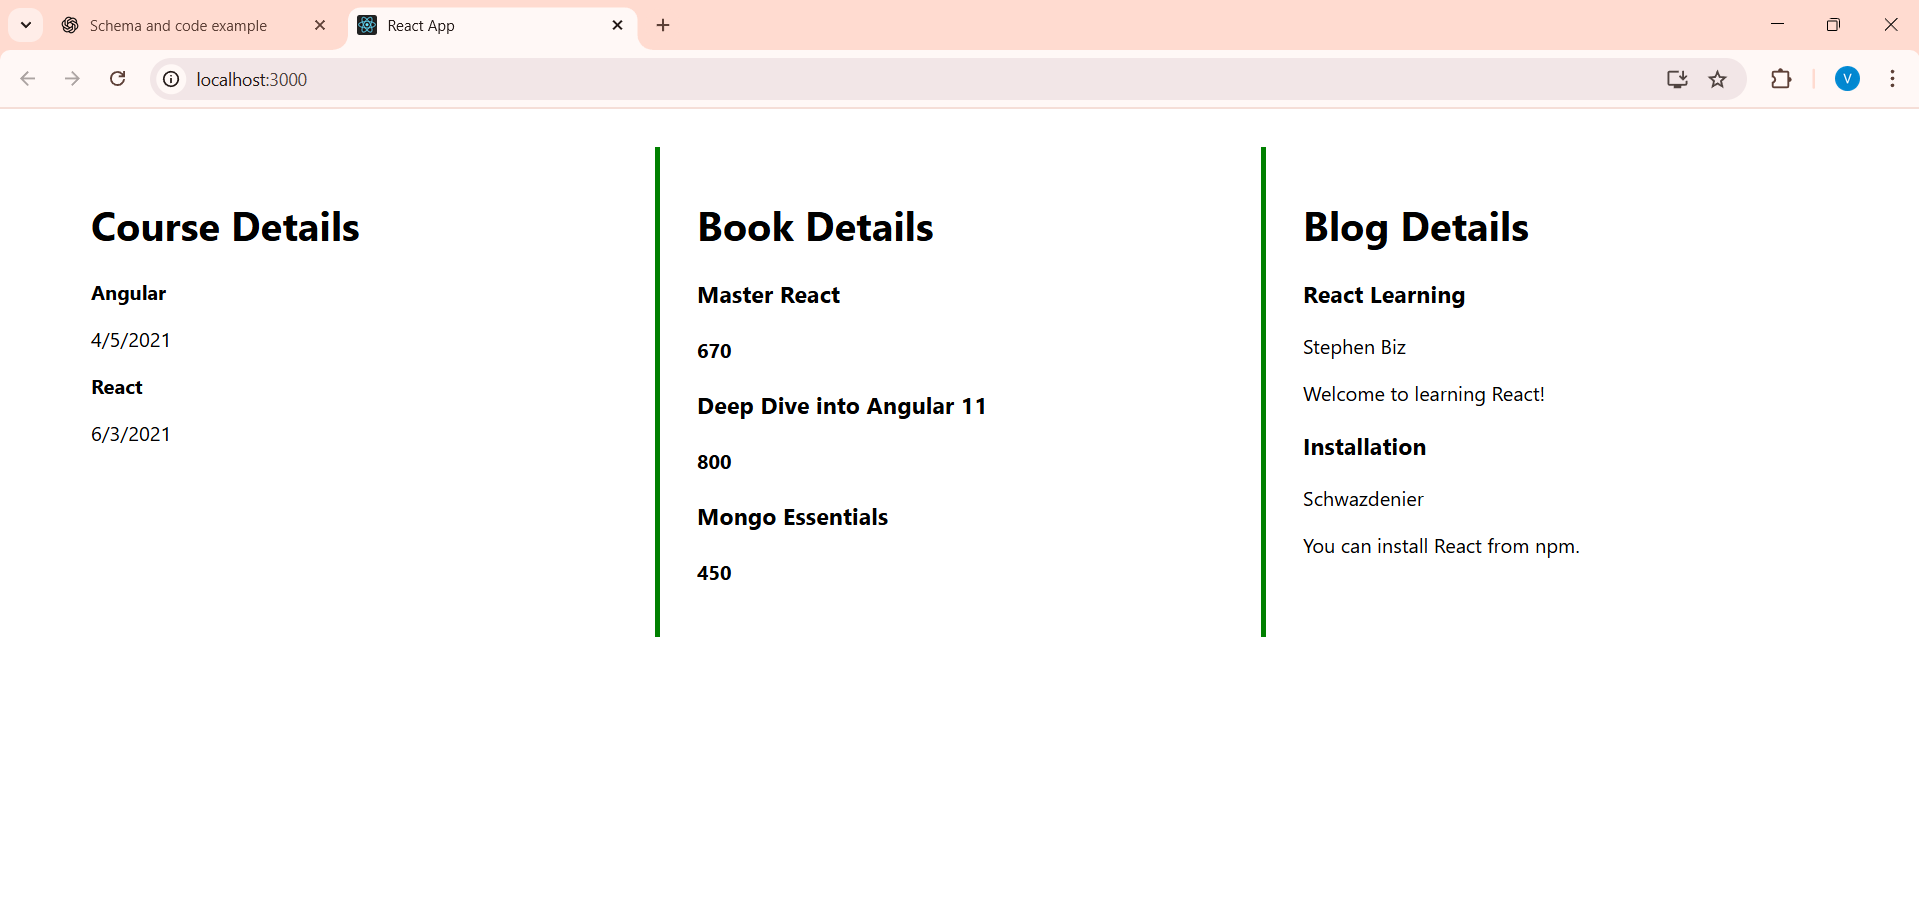 Schema and code example
React App
localhost:3000
V
Course Details
Angular
4/5/2021
React
6/3/2021
Book Details
Master React
670
Deep Dive into Angular 11
800
Mongo Essentials
450
Blog Details
React Learning
Stephen Biz
Welcome to learning React!
Installation
Schwazdenier
You can install React from npm.